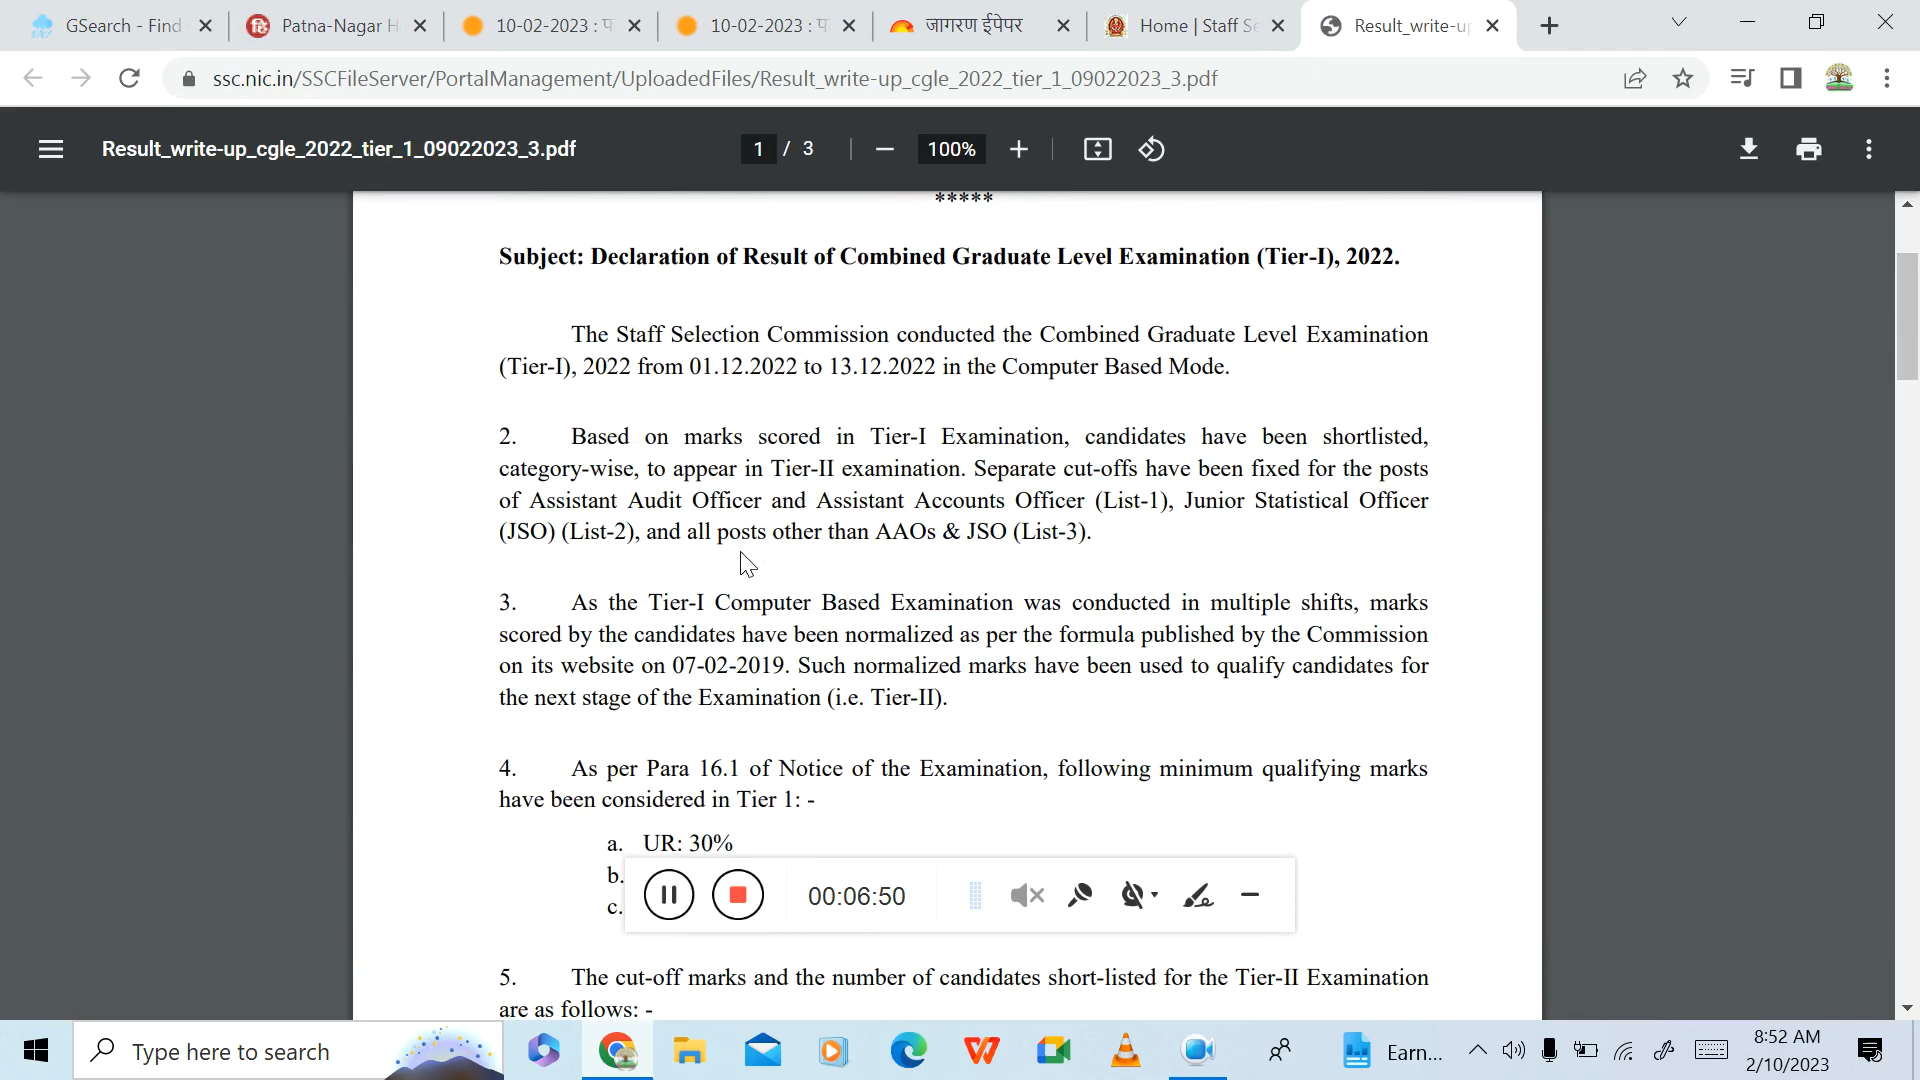 GSearch - Find
Patna-Nagar H
10-02-2023 : प
10-02-2023 : प
जागरण ईपेपर
Home | Staff Se
Result_write-up
ssc.nic.in/SSCFileServer/PortalManagement/UploadedFiles/Result_write-up_cgle_2022_tier_1_09022023_3.pdf
Result_write-up_cgle_2022_tier_1_09022023_3.pdf
1 / 3
100%
*****
Subject: Declaration of Result of Combined Graduate Level Examination (Tier-I), 2022.
The Staff Selection Commission conducted the Combined Graduate Level Examination
(Tier-I), 2022 from 01.12.2022 to 13.12.2022 in the Computer Based Mode.
2. Based on marks scored in Tier-I Examination, candidates have been shortlisted,
category-wise, to appear in Tier-II examination. Separate cut-offs have been fixed for the posts
of Assistant Audit Officer and Assistant Accounts Officer (List-1), Junior Statistical Officer
(JSO) (List-2), and all posts other than AAOs & JSO (List-3).
3. As the Tier-I Computer Based Examination was conducted in multiple shifts, marks
scored by the candidates have been normalized as per the formula published by the Commission
on its website on 07-02-2019. Such normalized marks have been used to qualify candidates for
the next stage of the Examination (i.e. Tier-II).
4. As per Para 16.1 of Notice of the Examination, following minimum qualifying marks
have been considered in Tier 1: -
a. UR: 30%
b.
c.
00:06:50
5. The cut-off marks and the number of candidates short-listed for the Tier-II Examination
are as follows: -
Type here to search
Earn...
8:52 AM
2/10/2023